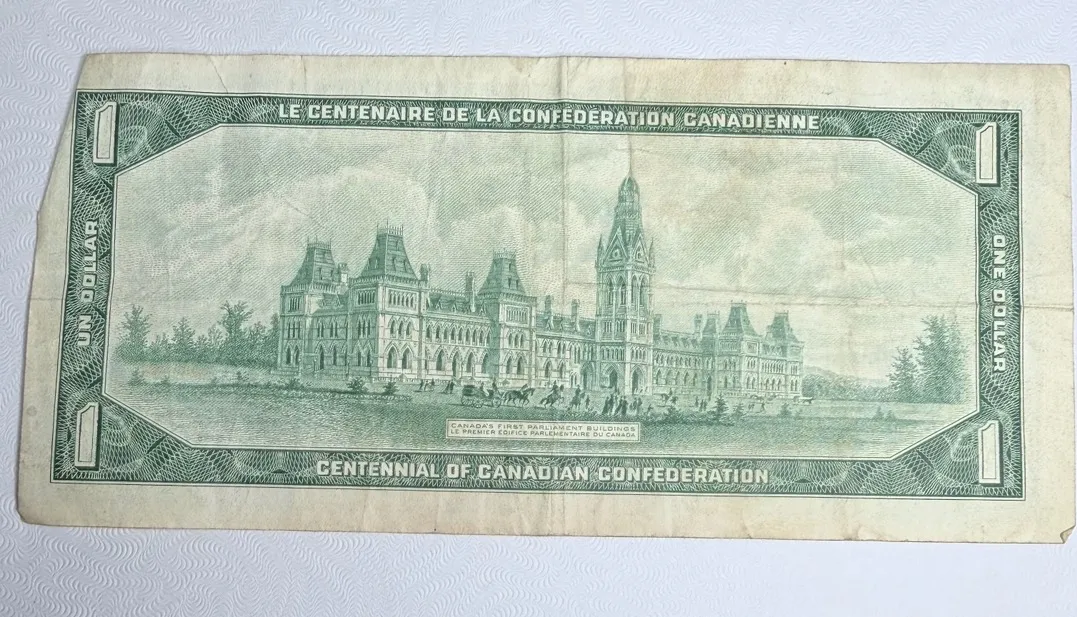 1
LE CENTENAIRE DE LA CONFEDERATION CANADIENNE
1
UN DOLLAR
ONE DOLLAR
CANADA'S FIRST PARLIAMENT BUILDINGS
LE PREMIER EDIFICE PARLEMENTAIRE DU CANADA
1
CENTENNIAL OF CANADIAN CONFEDERATION
1